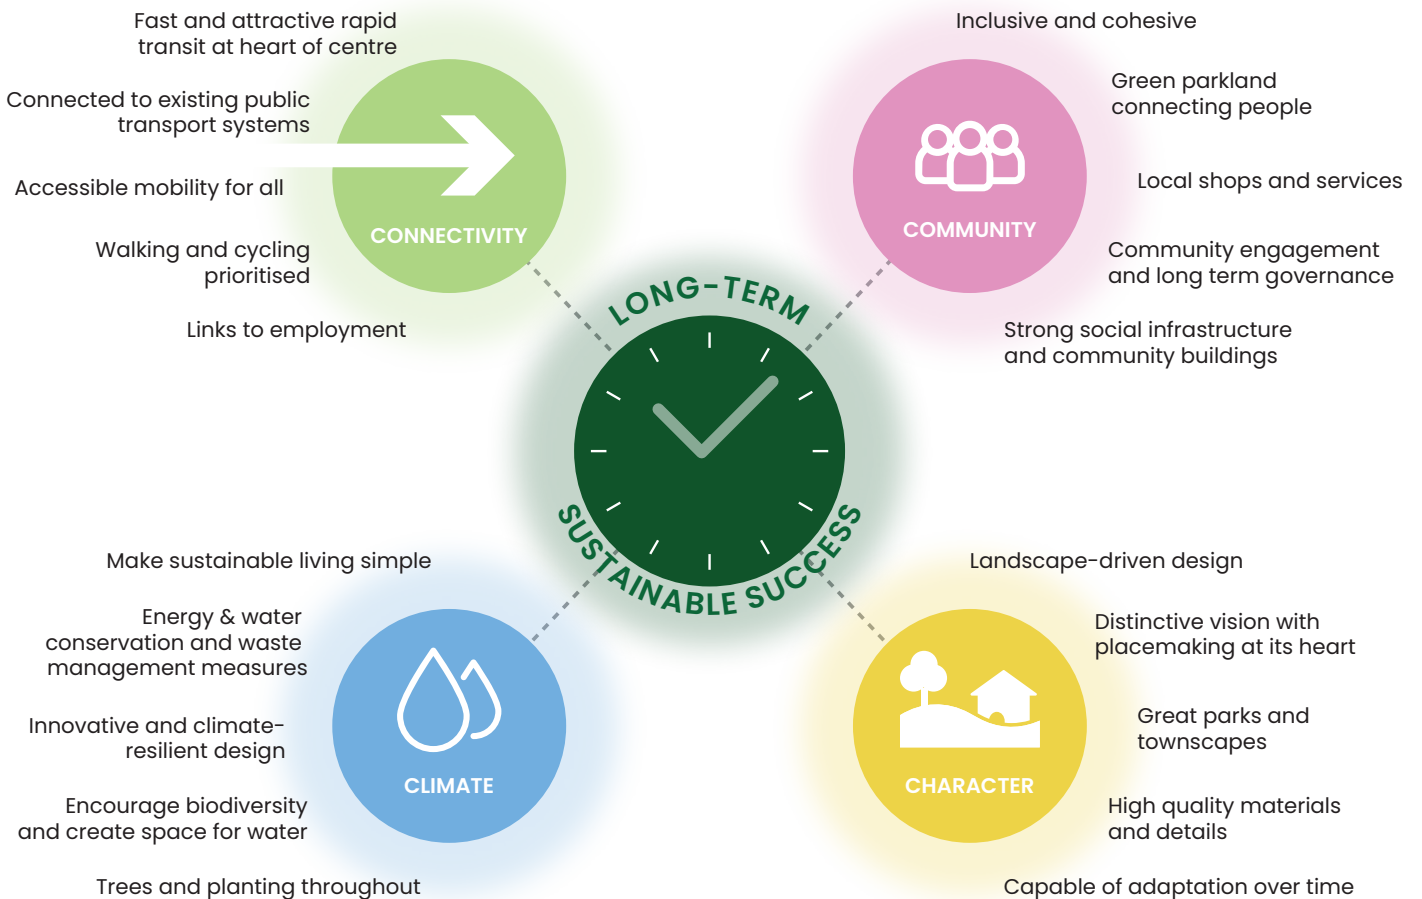 Fast and attractive rapid
transit at heart of centre
Connected to existing public
transport systems
Accessible mobility for all
Walking and cycling
prioritised
Links to employment
CONNECTIVITY
Inclusive and cohesive
Green parkland
connecting people
Local shops and services
Community engagement
and long term governance
Strong social infrastructure
and community buildings
COMMUNITY
LONG-TERM
SUSTAINABLE SUCCESS
Make sustainable living simple
Energy & water
conservation and waste
management measures
Innovative and climate-
resilient design
Encourage biodiversity
and create space for water
Trees and planting throughout
CLIMATE
Landscape-driven design
Distinctive vision with
placemaking at its heart
Great parks and
townscapes
High quality materials
and details
Capable of adaptation over time
CHARACTER